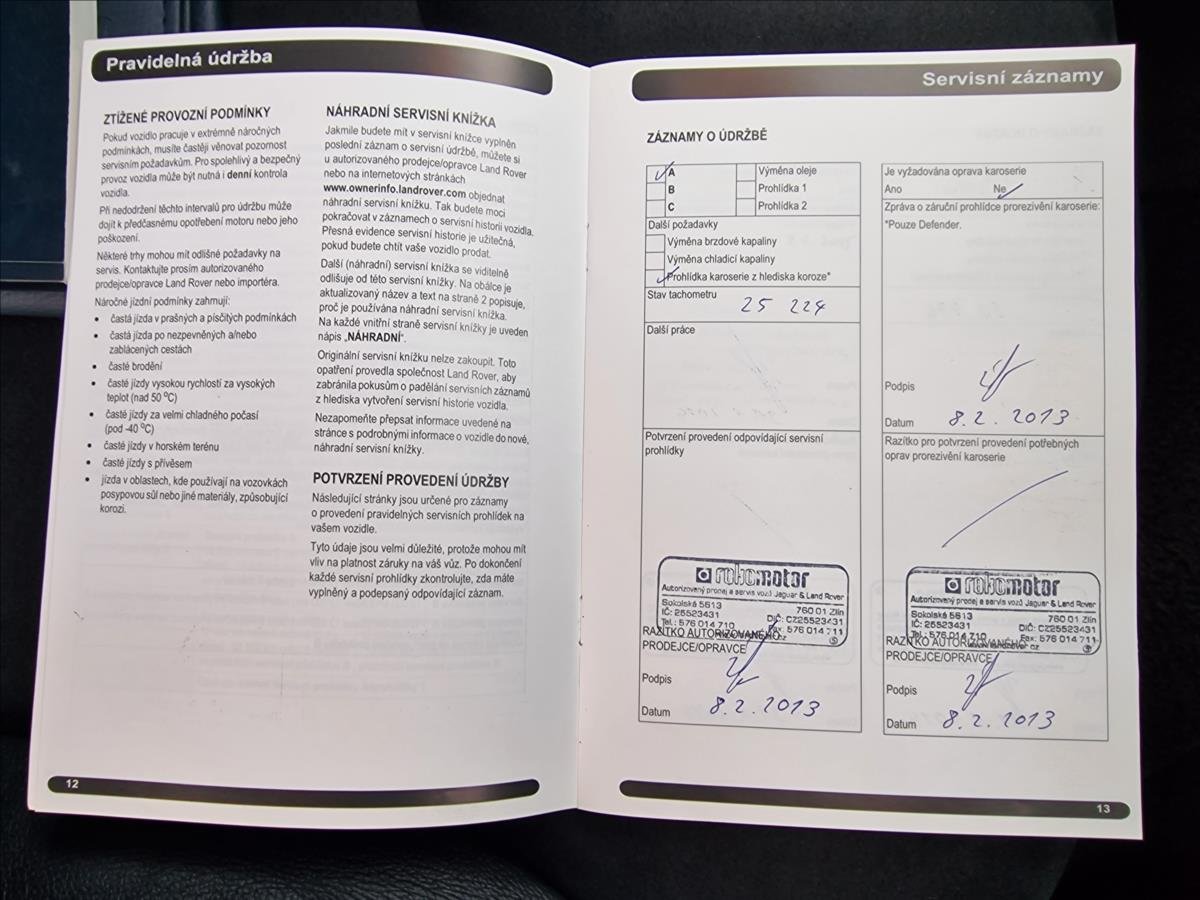 Pravidelná údržba
ZTÍŽENÉ PROVOZNÍ PODMÍNKY
Pokud vozidlo pracuje v extrémně náročných
podmínkách, musíte častěji věnovat pozornost
servisním požadavkům. Pro spolehlivý a bezpečný
provoz vozidla může být nutná i denní kontrola
vozidla.
Při nedodržení těchto intervalů pro údržbu může
dojít k předčasnému opotřebení motoru nebo jeho
poškození.
Některé trhy mohou mít odlišné požadavky na
servis. Kontaktujte prosím autorizovaného
prodejce/opravce Land Rover nebo importéra.
Náročné jízdní podmínky zahrnují:
• častá jízda v prašných a písčitých podmínkách
• častá jízda po nezpevněných a/nebo
zablácených cestách
• časté brodění
• časté jízdy vysokou rychlostí za vysokých
teplot (nad 50 °C)
• časté jízdy za velmi chladného počasí
(pod -40 °C)
• časté jízdy v horském terénu
• časté jízdy s přívěsem
• jízda v oblastech, kde používají na vozovkách
posypovou sůl nebo jiné materiály, způsobující
korozi.
NÁHRADNÍ SERVISNÍ KNÍŽKA
Jakmile budete mít v servisní knížce vyplněn
poslední záznam o servisní údržbě, můžete si
u autorizovaného prodejce/opravce Land Rover
nebo na internetových stránkách
www.ownerinfo.landrover.com objednat
náhradní servisní knížku. Tak budete moci
pokračovat v záznamech o servisní historii vozidla.
Přesná evidence servisní historie je užitečná,
pokud budete chtít vaše vozidlo prodat.
Další (náhradní) servisní knížka se viditelně
odlišuje od této servisní knížky. Na obálce je
aktualizovaný název a text na straně 2 popisuje,
proč je používána náhradní servisní knížka.
Na každé vnitřní straně servisní knížky je uveden
nápis „NÁHRADNÍ“.
Originální servisní knížku nelze zakoupit. Toto
opatření provedla společnost Land Rover, aby
zabránila pokusům o padělání servisních záznamů
z hlediska vytvoření servisní historie vozidla.
Nezapomeňte přepsat informace uvedené na
stránce s podrobnými informace o vozidle do nové,
náhradní servisní knížky.
POTVRZENÍ PROVEDENÍ ÚDRŽBY
Následující stránky jsou určené pro záznamy
o provedení pravidelných servisních prohlídek na
vašem vozidle.
Tyto údaje jsou velmi důležité, protože mohou mít
vliv na platnost záruky na váš vůz. Po dokončení
každé servisní prohlídky zkontrolujte, zda máte
vyplněný a podepsaný odpovídající záznam.
12
Servisní záznamy
ZÁZNAMY O ÚDRŽBĚ
A Výměna oleje
B Prohlídka 1
C Prohlídka 2
Další požadavky
Výměna brzdové kapaliny
Výměna chladicí kapaliny
Prohlídka karoserie z hlediska koroze*
Stav tachometru 25 224
Další práce
Potvrzení provedení odpovídající servisní
prohlídky
robomotor
Autorizovaný prodej a servis vozů Jaguar & Land Rover
Sokolská 5613 760 01 Zlín
IČ: 25523431 DIČ: CZ25523431
Tel.: 576 014 710 Fax: 576 014 711
RAZÍTKO AUTORIZOVANÉHO
PRODEJCE/OPRAVCE
Podpis
Datum 8.2.2013
Je vyžadována oprava karoserie
Ano Ne
Zpráva o záruční prohlídce prorezivění karoserie:
*Pouze Defender.
Podpis
Datum 8.2.2013
Razítko pro potvrzení provedení potřebných
oprav prorezivění karoserie
robomotor
Autorizovaný prodej a servis vozů Jaguar & Land Rover
Sokolská 5613 760 01 Zlín
IČ: 25523431 DIČ: CZ25523431
Tel.: 576 014 710 Fax: 576 014 711
RAZÍTKO AUTORIZOVANÉHO
PRODEJCE/OPRAVCE
Podpis
Datum 8.2.2013
13